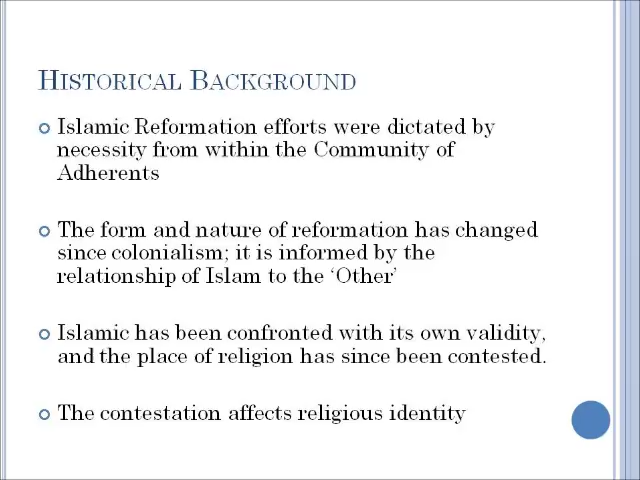 HISTORICAL BACKGROUND
Islamic Reformation efforts were dictated by
necessity from within the Community of
Adherents
The form and nature of reformation has changed
since colonialism; it is informed by the
relationship of Islam to the ‘Other’
Islamic has been confronted with its own validity,
and the place of religion has since been contested.
The contestation affects religious identity